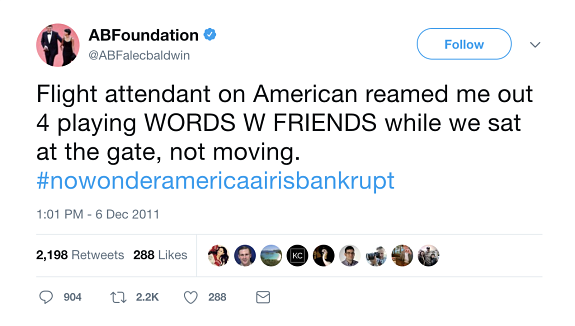 ABFoundation
@ABFalecbaldwin
Follow
Flight attendant on American reamed me out
4 playing WORDS W FRIENDS while we sat
at the gate, not moving.
#nowonderamericaairisbankrupt
1:01 PM - 6 Dec 2011
2,198 Retweets 288 Likes
KC
904 2.2K 288